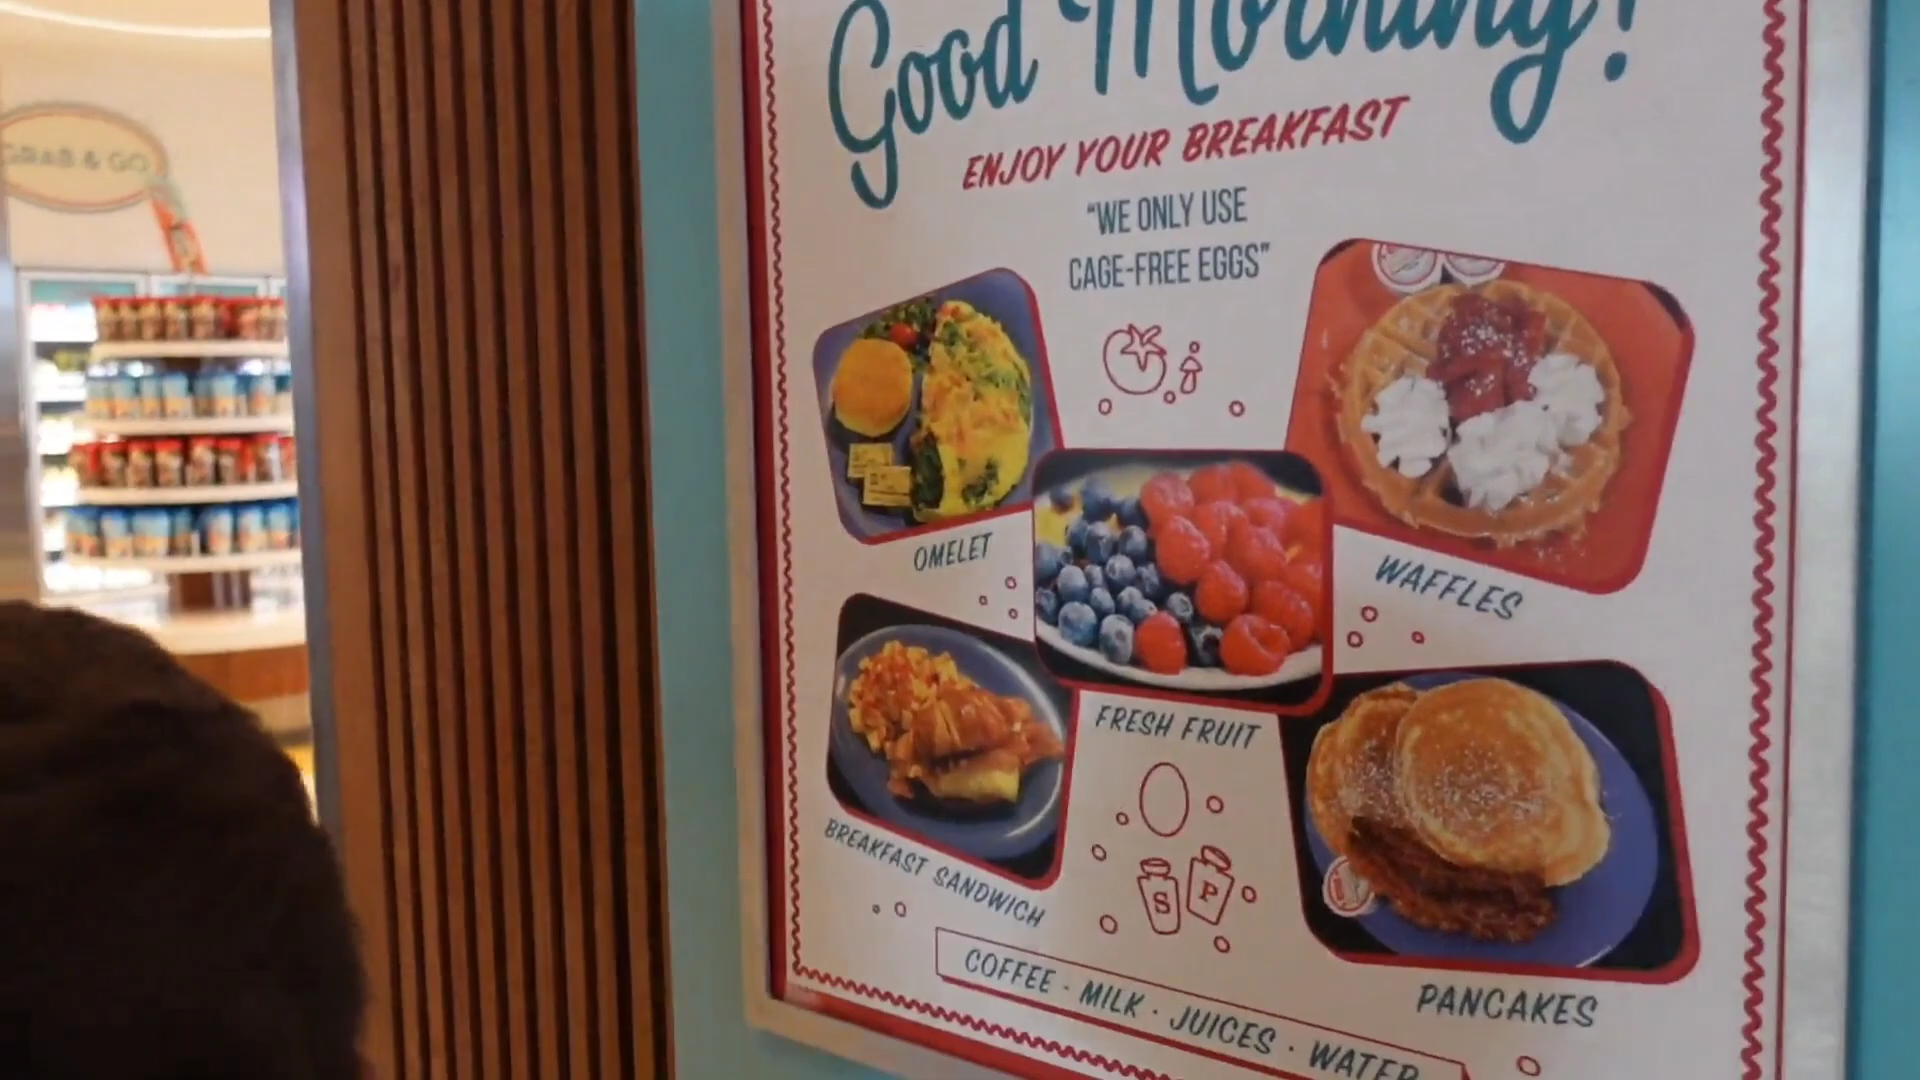 GRAB & GO
Good Morning!
ENJOY YOUR BREAKFAST
"WE ONLY USE
CAGE-FREE EGGS"
OMELET
WAFFLES
FRESH FRUIT
BREAKFAST SANDWICH
S P
PANCAKES
COFFEE · MILK · JUICES · WATER